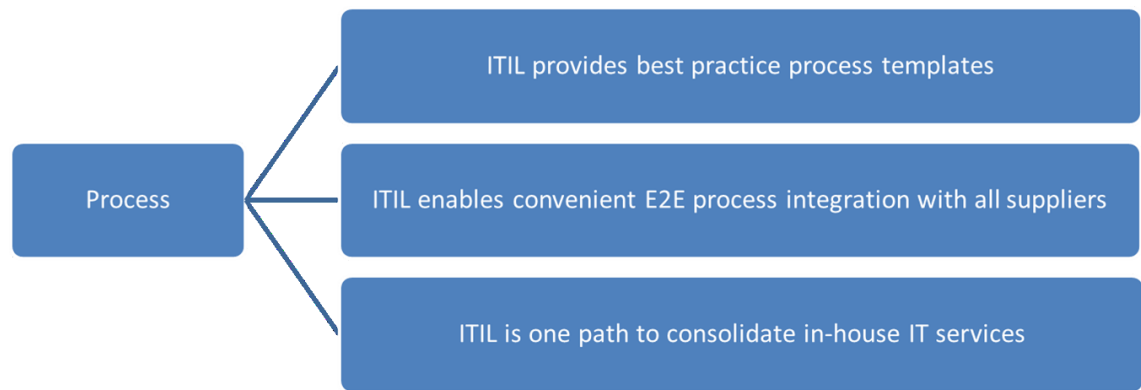 ITIL provides best practice process templates
Process
ITIL enables convenient E2E process integration with all suppliers
ITIL is one path to consolidate in-house IT services